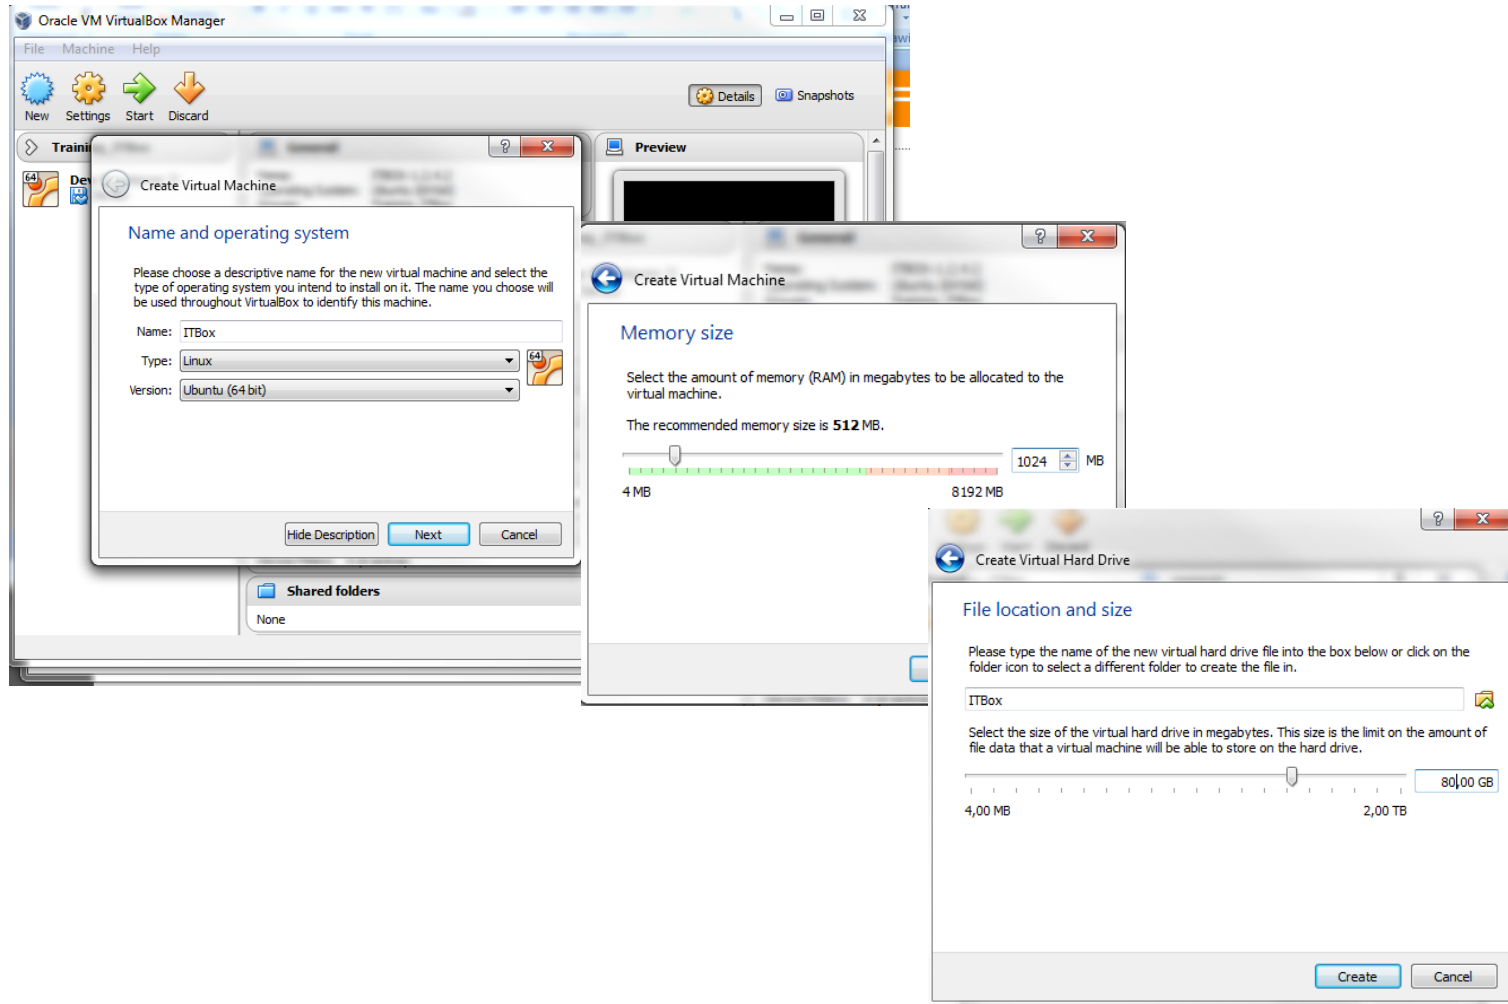 Oracle VM VirtualBox Manager
File Machine Help
New Settings Start Discard
Details Snapshots
Preview
64
Create Virtual Machine
Name and operating system
Please choose a descriptive name for the new virtual machine and select the
type of operating system you intend to install on it. The name you choose will
be used throughout VirtualBox to identify this machine.
Name: ITBox
Type: Linux
64
Version: Ubuntu (64 bit)
Hide Description Next Cancel
Shared folders
None
Create Virtual Machine
Memory size
Select the amount of memory (RAM) in megabytes to be allocated to the
virtual machine.
The recommended memory size is 512 MB.
1024 MB
4 MB 8192 MB
Create Virtual Hard Drive
File location and size
Please type the name of the new virtual hard drive file into the box below or click on the
folder icon to select a different folder to create the file in.
ITBox
Select the size of the virtual hard drive in megabytes. This size is the limit on the amount of
file data that a virtual machine will be able to store on the hard drive.
80,00 GB
4,00 MB 2,00 TB
Create Cancel